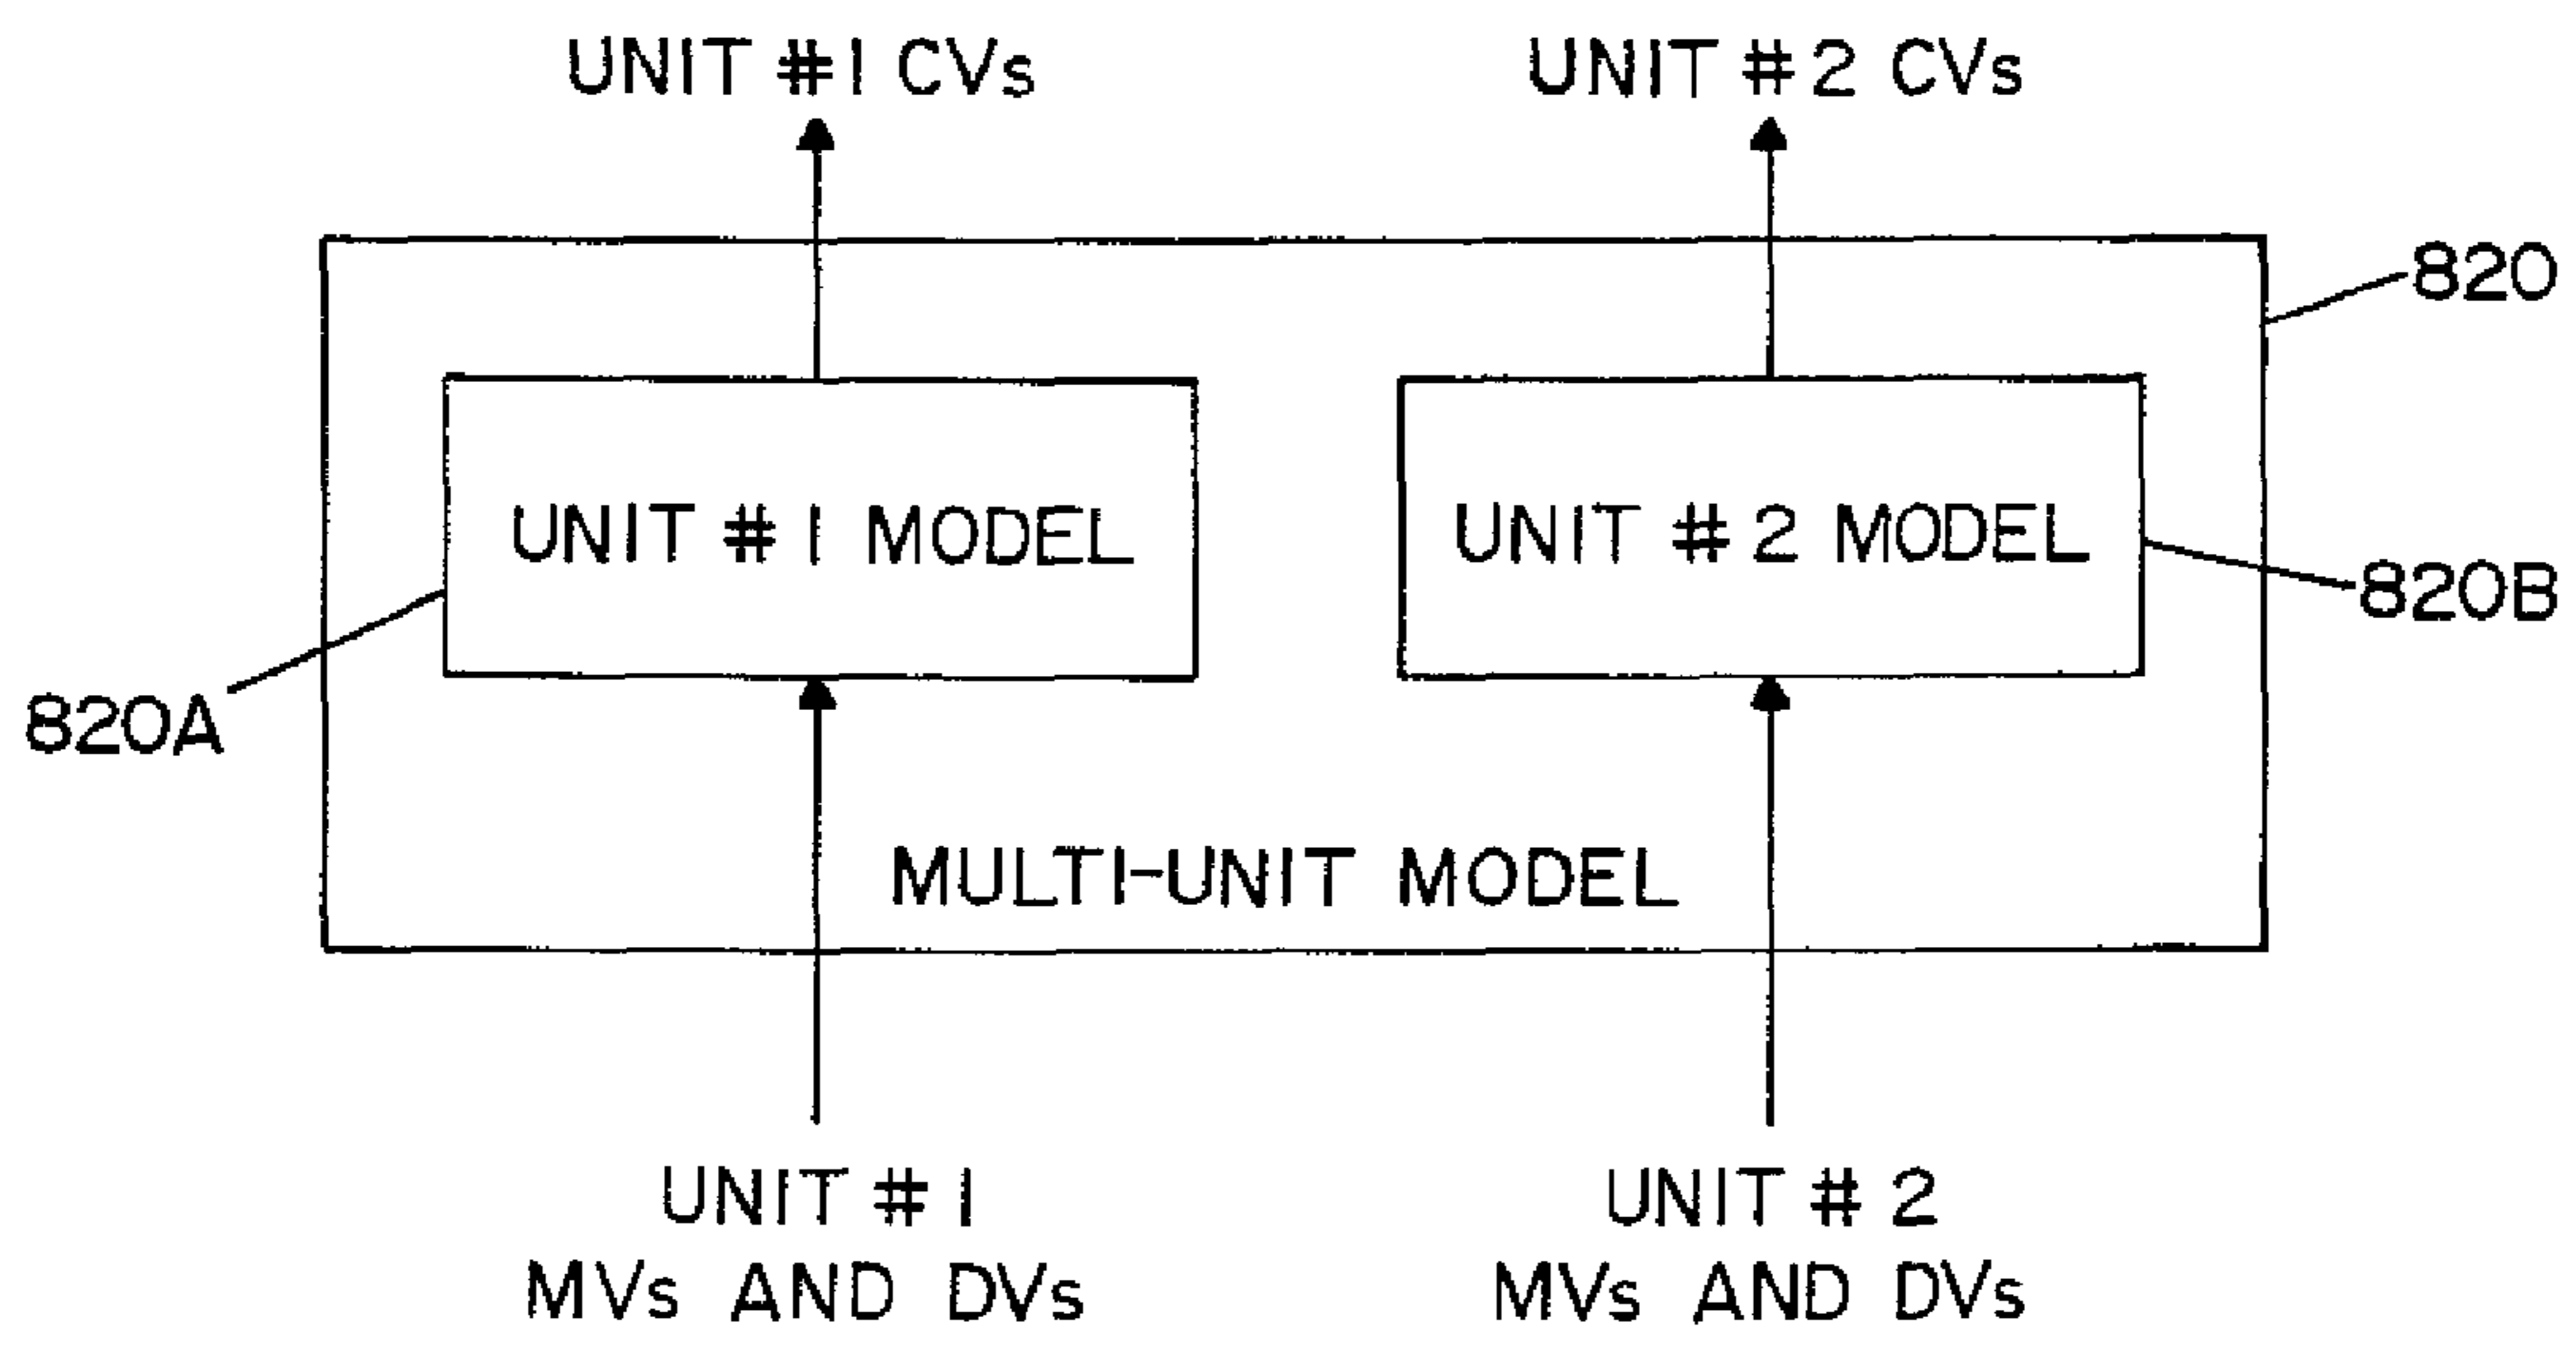 UNIT #1 CVs
UNIT #2 CVs
820
UNIT #1 MODEL
UNIT #2 MODEL
820B
820A
MULTI-UNIT MODEL
UNIT #1
MVs AND DVs
UNIT #2
MVs AND DVs